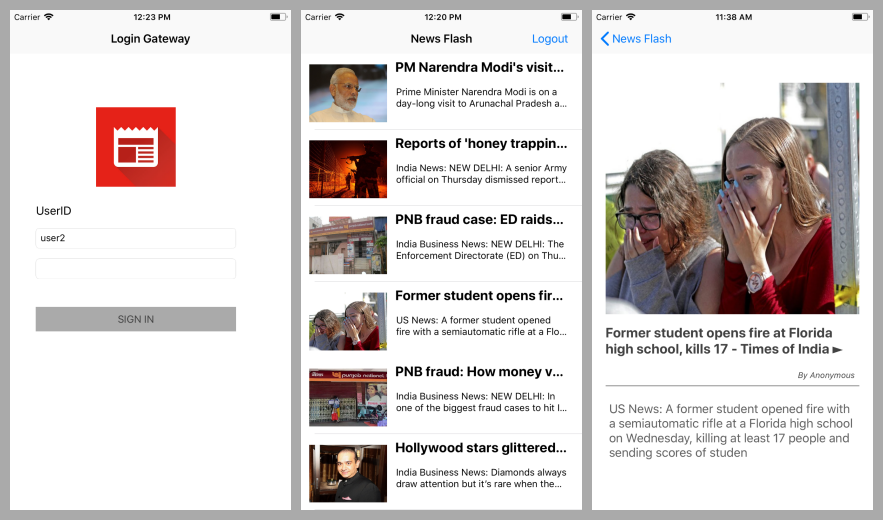 Carrier 12:23 PM
Login Gateway
UserID
user2
SIGN IN
Carrier 12:20 PM
News Flash Logout
PM Narendra Modi's visit...
Prime Minister Narendra Modi is on a
day-long visit to Arunachal Pradesh a...
Reports of 'honey trappin...
India News: NEW DELHI: A senior Army
official on Thursday dismissed report...
PNB fraud case: ED raids...
India Business News: NEW DELHI: The
Enforcement Directorate (ED) on Thu...
Former student opens fir...
US News: A former student opened
fire with a semiautomatic rifle at a Flo...
PNB fraud: How money v...
India Business News: NEW DELHI: In
one of the biggest fraud cases to hit I...
Hollywood stars glittered...
India Business News: Diamonds always
draw attention but it's rare when the...
Carrier 11:38 AM
News Flash
Former student opens fire at Florida
high school, kills 17 - Times of India ►
By Anonymous
US News: A former student opened fire with
a semiautomatic rifle at a Florida high school
on Wednesday, killing at least 17 people and
sending scores of studen